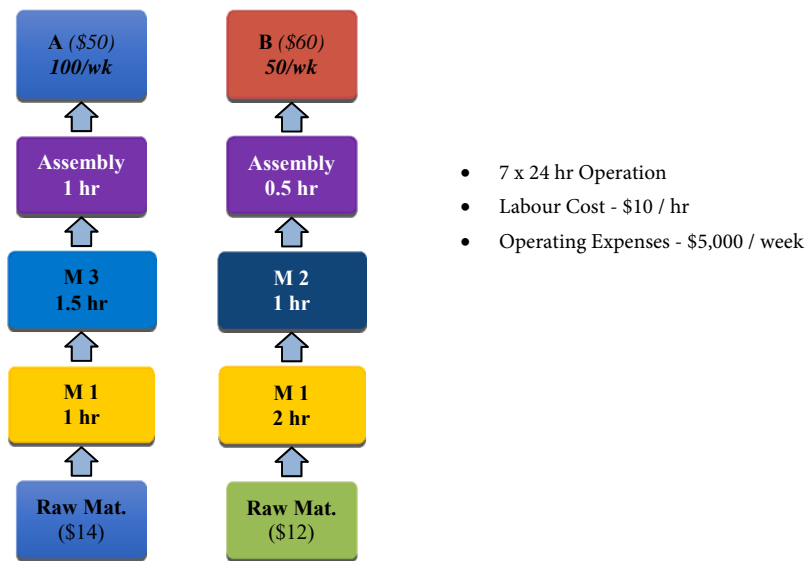 A ($50)
100/wk
Assembly
1 hr
M 3
1.5 hr
M 1
1 hr
Raw Mat.
($14)
B ($60)
50/wk
Assembly
0.5 hr
M 2
1 hr
M 1
2 hr
Raw Mat.
($12)
• 7 x 24 hr Operation
• Labour Cost - $10 / hr
• Operating Expenses - $5,000 / week